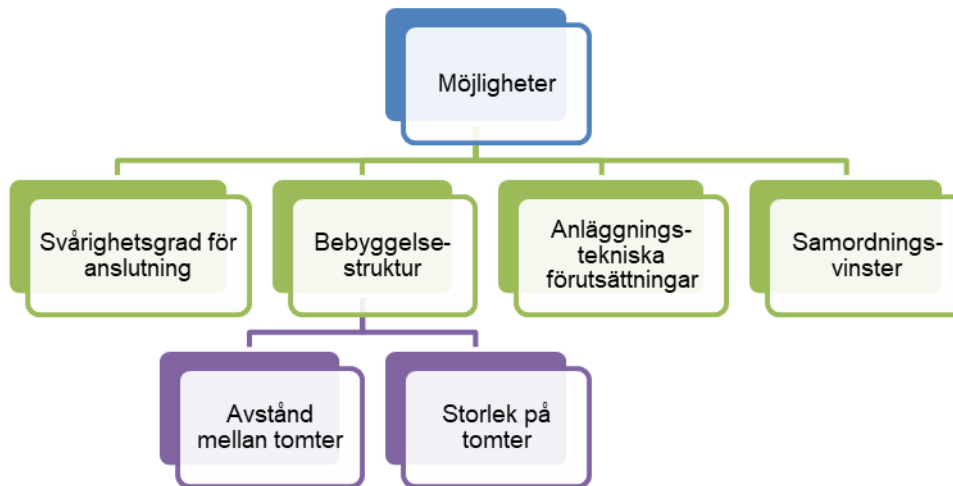 Möjligheter
Svårighetsgrad för
anslutning
Bebyggelse-
struktur
Anläggnings-
tekniska
förutsättningar
Samordnings-
vinster
Avstånd
mellan tomter
Storlek på
tomter